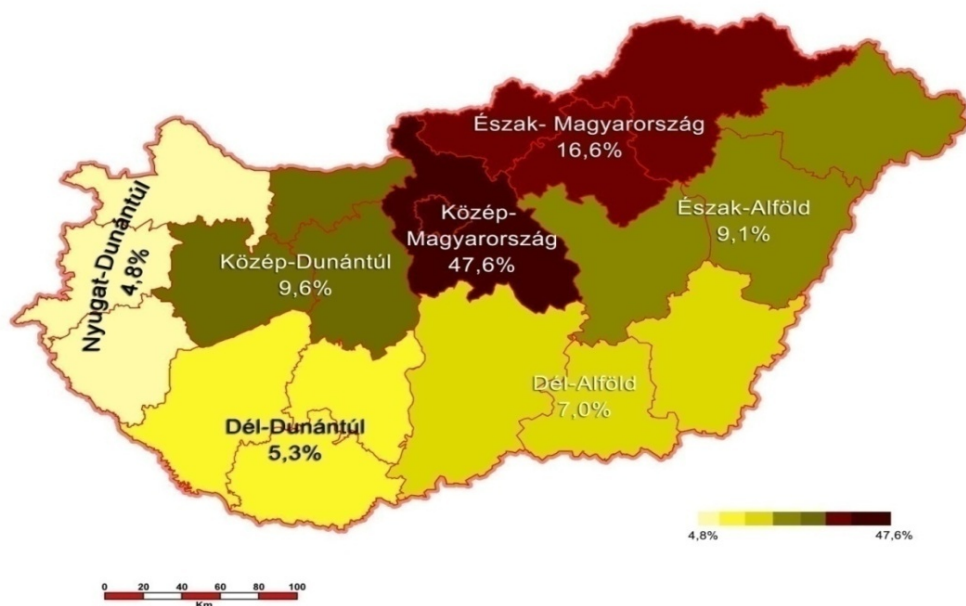 Észak- Magyarország
16,6%
Közép-
Magyarország
47,6%
Észak-Alföld
9,1%
Nyugat-Dunántúl
4,8%
Közép-Dunántúl
9,6%
Dél-Alföld
7,0%
Dél-Dunántúl
5,3%
4,8%
47,6%
0 20 40 60 80 100
Km